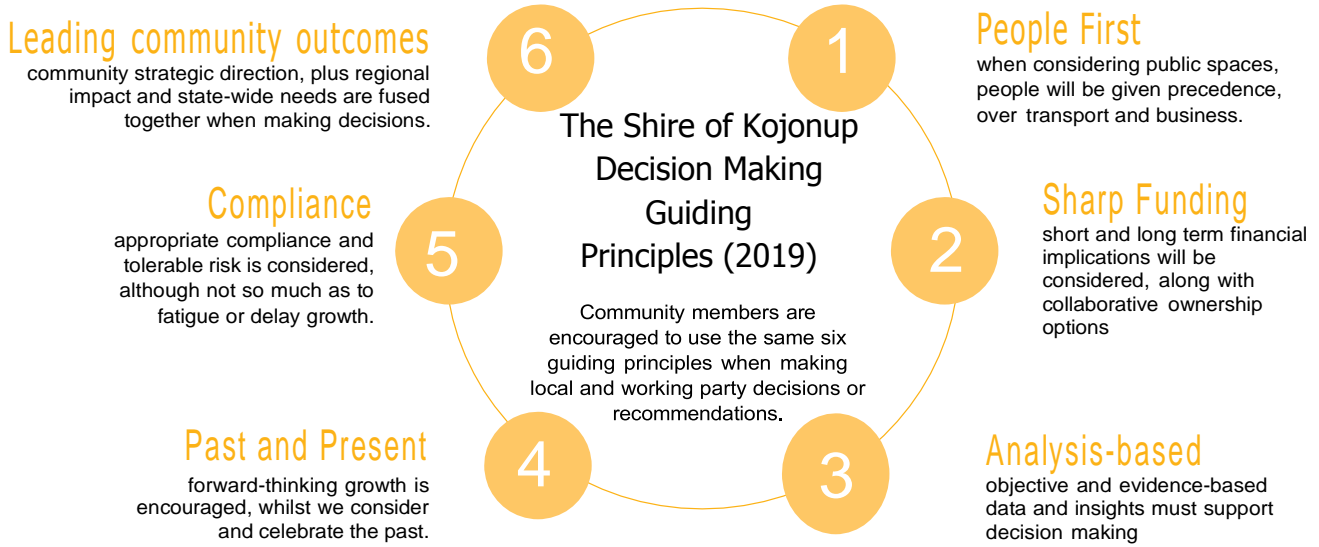 The Shire of Kojonup
Decision Making
Guiding
Principles (2019)
Community members are
encouraged to use the same six
guiding principles when making
local and working party decisions or
recommendations.
1
People First
when considering public spaces,
people will be given precedence,
over transport and business.
2
Sharp Funding
short and long term financial
implications will be
considered, along with
collaborative ownership
options
3
Analysis-based
objective and evidence-based
data and insights must support
decision making
4
Past and Present
forward-thinking growth is
encouraged, whilst we consider
and celebrate the past.
5
Compliance
appropriate compliance and
tolerable risk is considered,
although not so much as to
fatigue or delay growth.
6
Leading community outcomes
community strategic direction, plus regional
impact and state-wide needs are fused
together when making decisions.